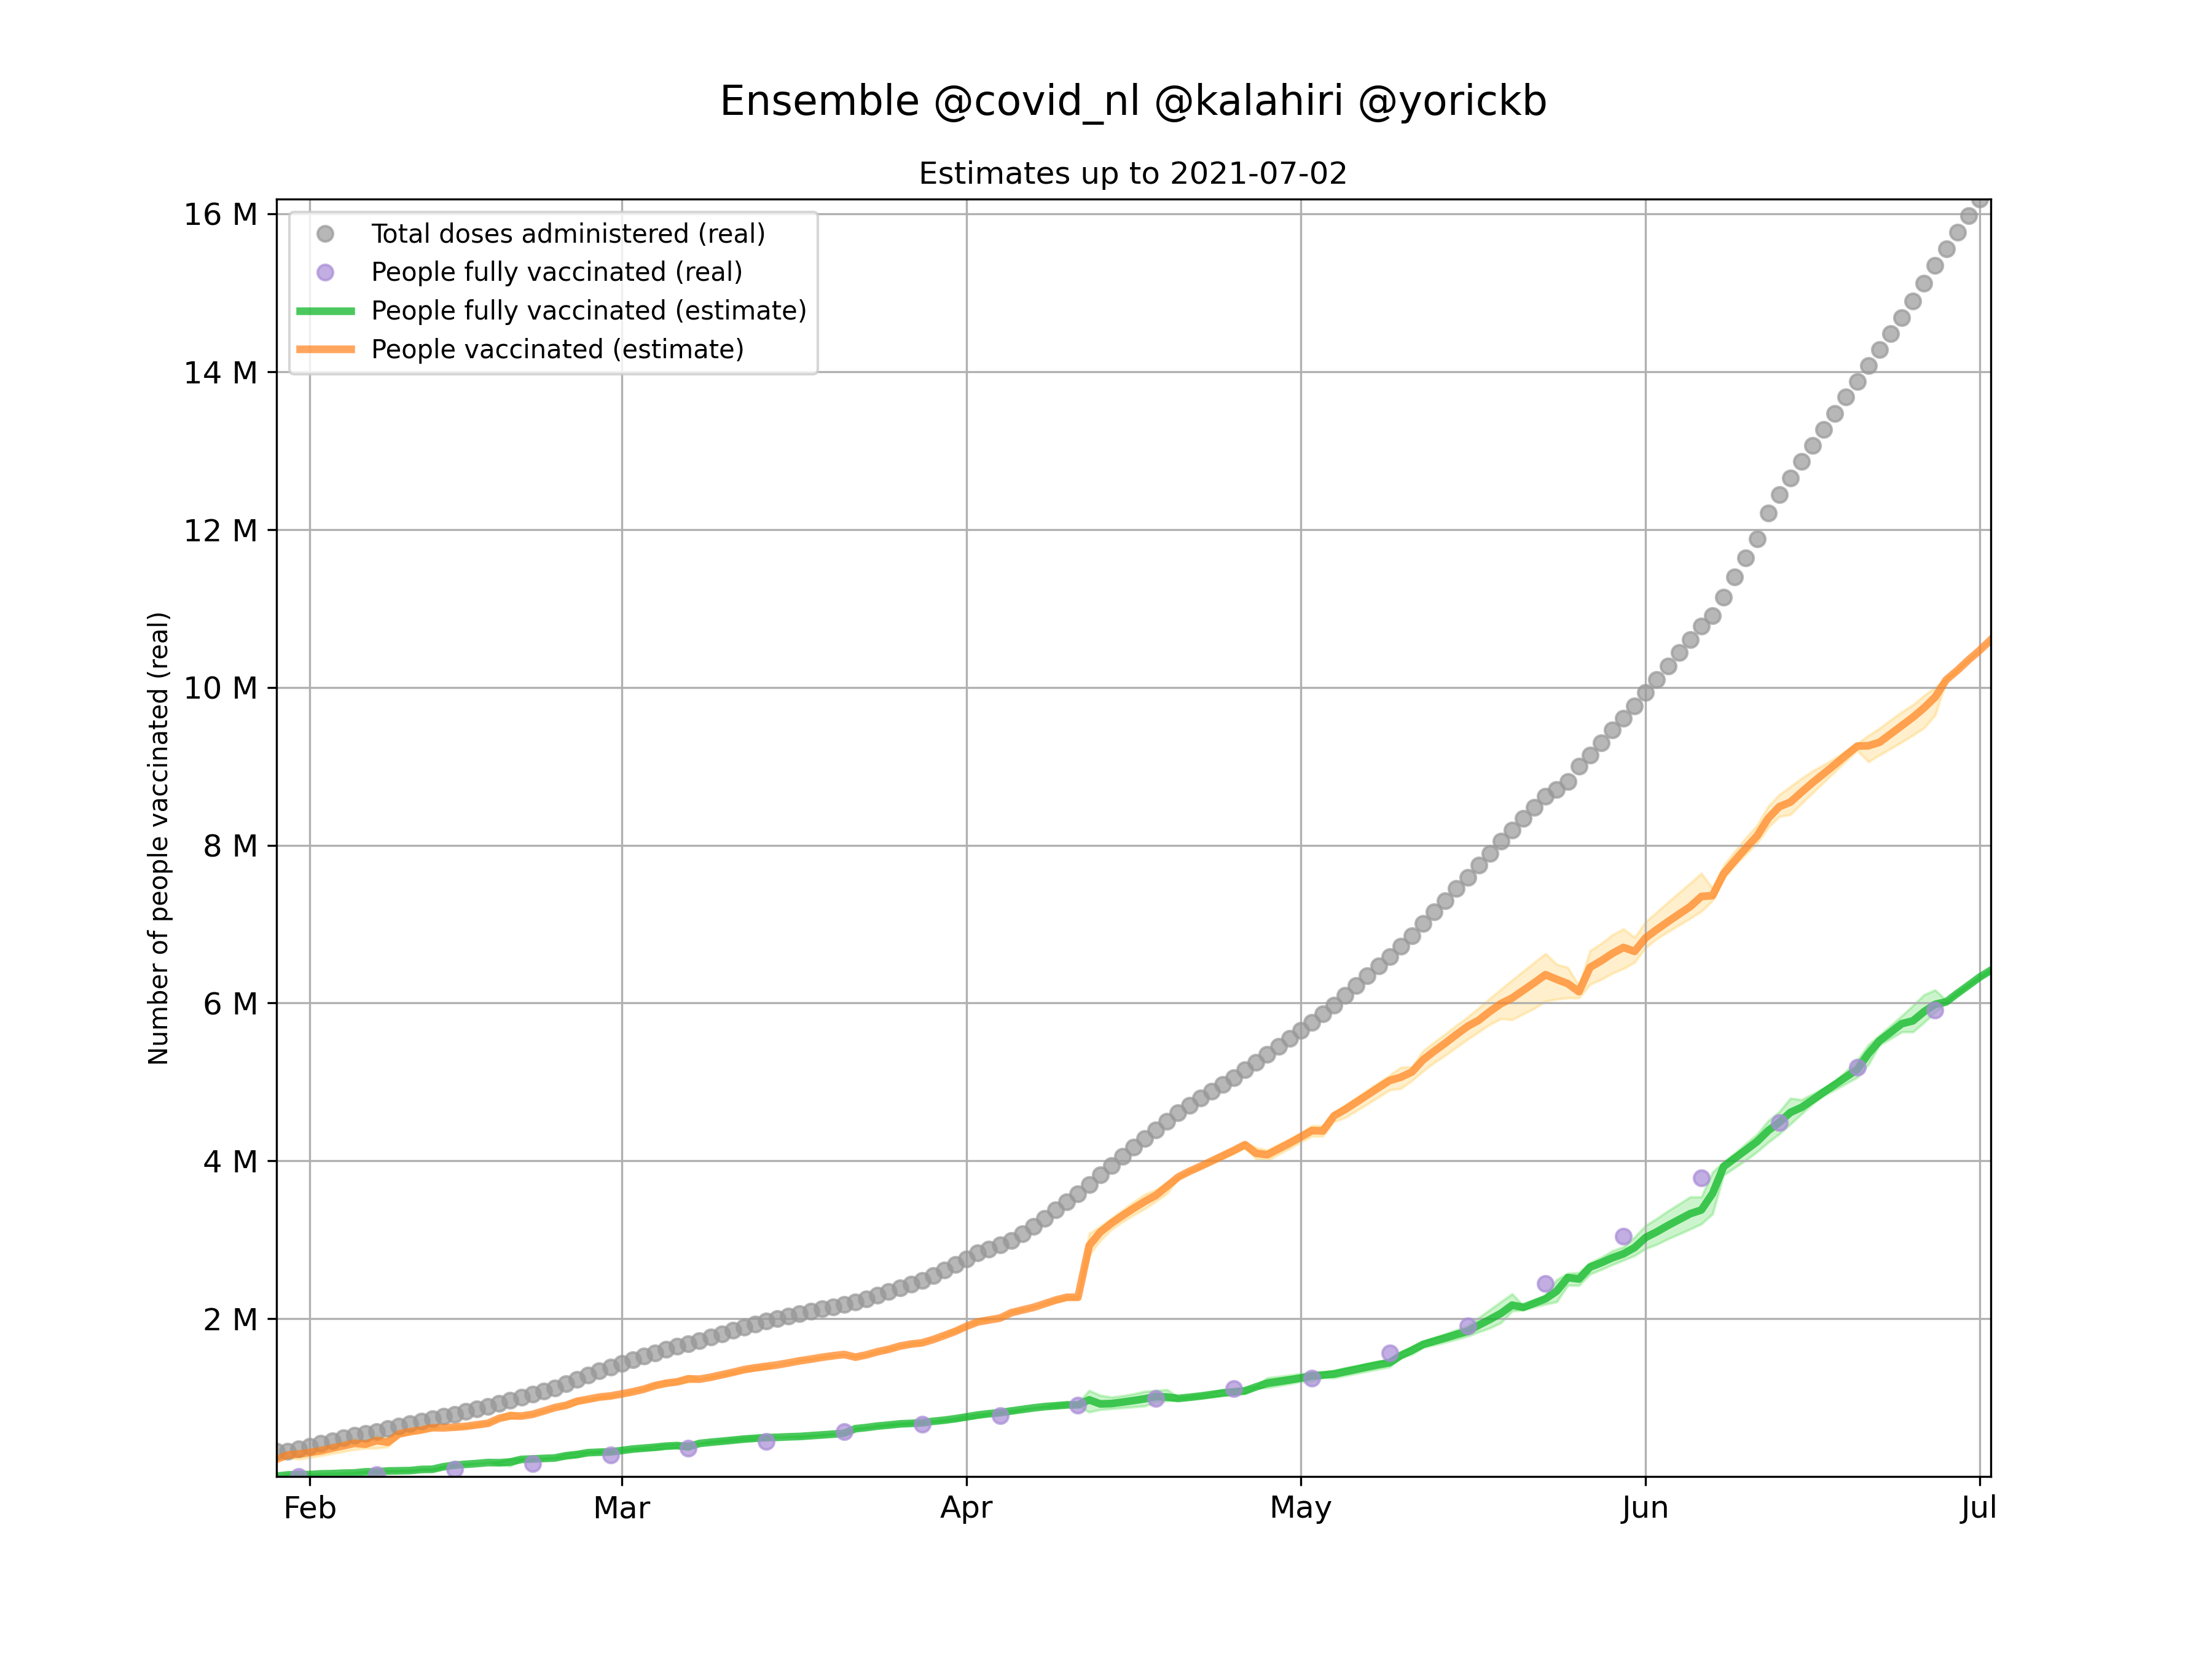 Ensemble @covid_nl @kalahiri @yorickb
Estimates up to 2021-07-02
Total doses administered (real)
People fully vaccinated (real)
People fully vaccinated (estimate)
People vaccinated (estimate)
Number of people vaccinated (real)
16 M
14 M
12 M
10 M
8 M
6 M
4 M
2 M
Feb Mar Apr May Jun Jul